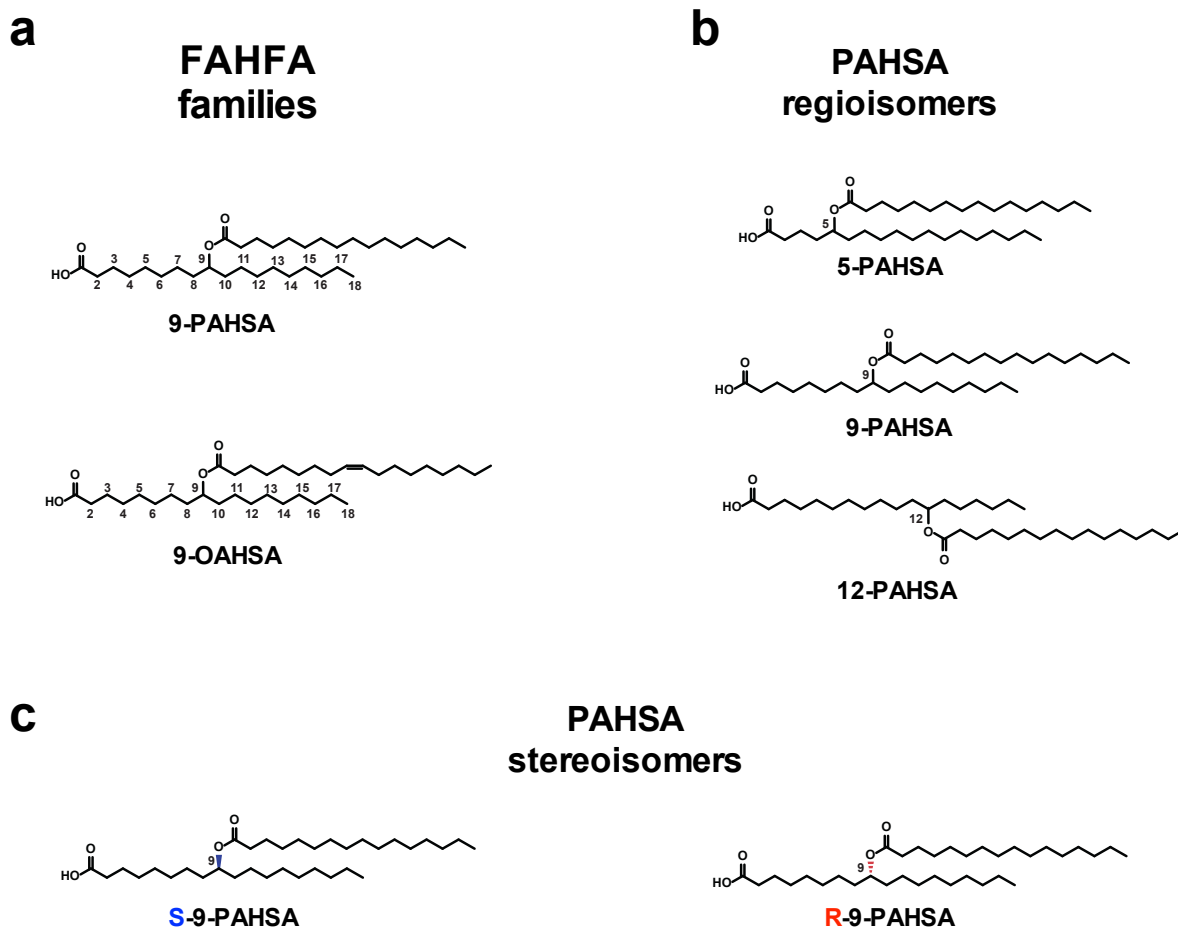 a
FAHFA
families
O
O
O
HO
2
3
4
5
6
7
8
9
10
11
12
13
14
15
16
17
18
9-PAHSA
O
O
O
HO
2
3
4
5
6
7
8
9
10
11
12
13
14
15
16
17
18
9-OAHSA
b
PAHSA
regioisomers
O
O
O
HO
5
5-PAHSA
O
O
O
HO
9
9-PAHSA
O
HO
12
O
O
12-PAHSA
c
PAHSA
stereoisomers
O
O
O
HO
9
S-9-PAHSA
O
O
O
HO
9
R-9-PAHSA